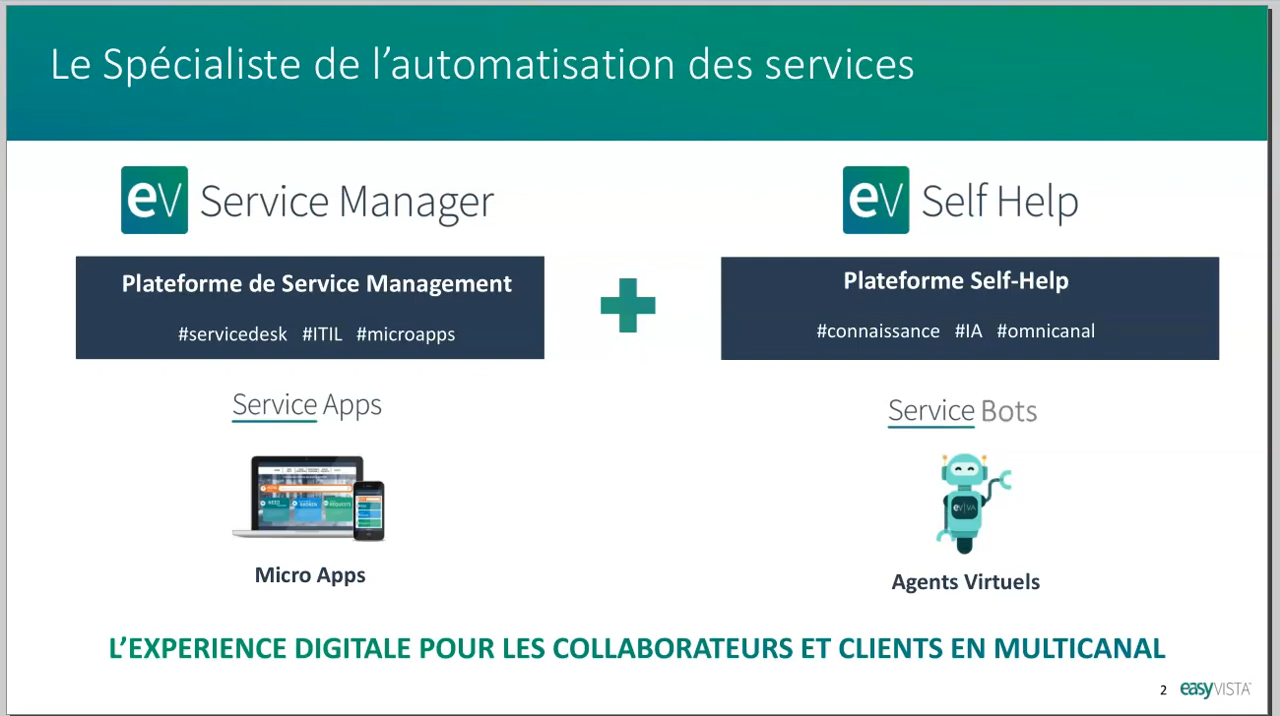 Le Spécialiste de l’automatisation des services
ev Service Manager
Plateforme de Service Management
#servicedesk #ITIL #microapps
Service Apps
Micro Apps
ev Self Help
Plateforme Self-Help
#connaissance #IA #omnicanal
Service Bots
ev|VA
Agents Virtuels
L’EXPERIENCE DIGITALE POUR LES COLLABORATEURS ET CLIENTS EN MULTICANAL
2 easyVISTA